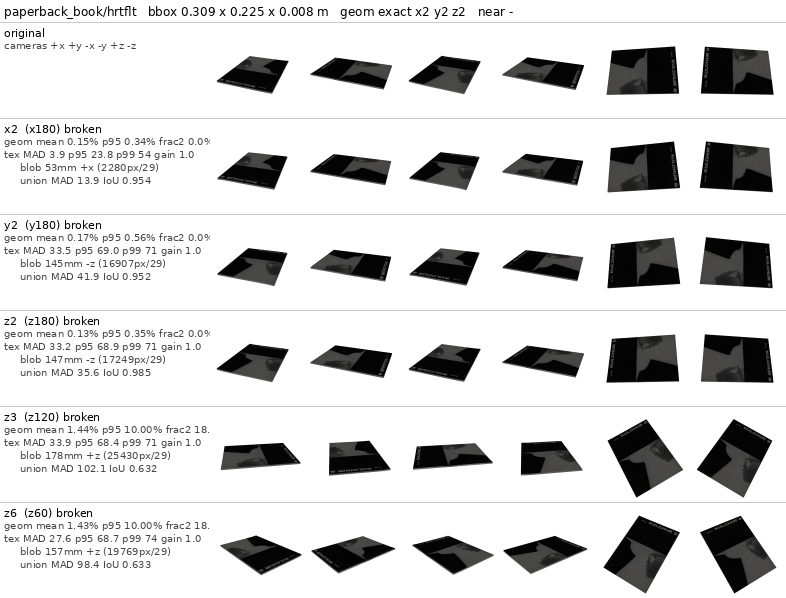 paperback_book/hrtflt   bbox 0.309 x 0.225 x 0.008 m   geom exact x2 y2 z2   near -
original
cameras +x +y -x -y +z -z
x2  (x180) broken
geom mean 0.15% p95 0.34% frac2 0.0%
tex MAD 3.9 p95 23.8 p99 54 gain 1.0
blob 53mm +x (2280px/29)
union MAD 13.9 IoU 0.954
y2  (y180) broken
geom mean 0.17% p95 0.56% frac2 0.0%
tex MAD 33.5 p95 69.0 p99 71 gain 1.0
blob 145mm -z (16907px/29)
union MAD 41.9 IoU 0.952
z2  (z180) broken
geom mean 0.13% p95 0.35% frac2 0.0%
tex MAD 33.2 p95 68.9 p99 71 gain 1.0
blob 147mm -z (17249px/29)
union MAD 35.6 IoU 0.985
z3  (z120) broken
geom mean 1.44% p95 10.00% frac2 18.
tex MAD 33.9 p95 68.4 p99 71 gain 1.0
blob 178mm +z (25430px/29)
union MAD 102.1 IoU 0.632
z6  (z60) broken
geom mean 1.43% p95 10.00% frac2 18.
tex MAD 27.6 p95 68.7 p99 74 gain 1.0
blob 157mm +z (19769px/29)
union MAD 98.4 IoU 0.633